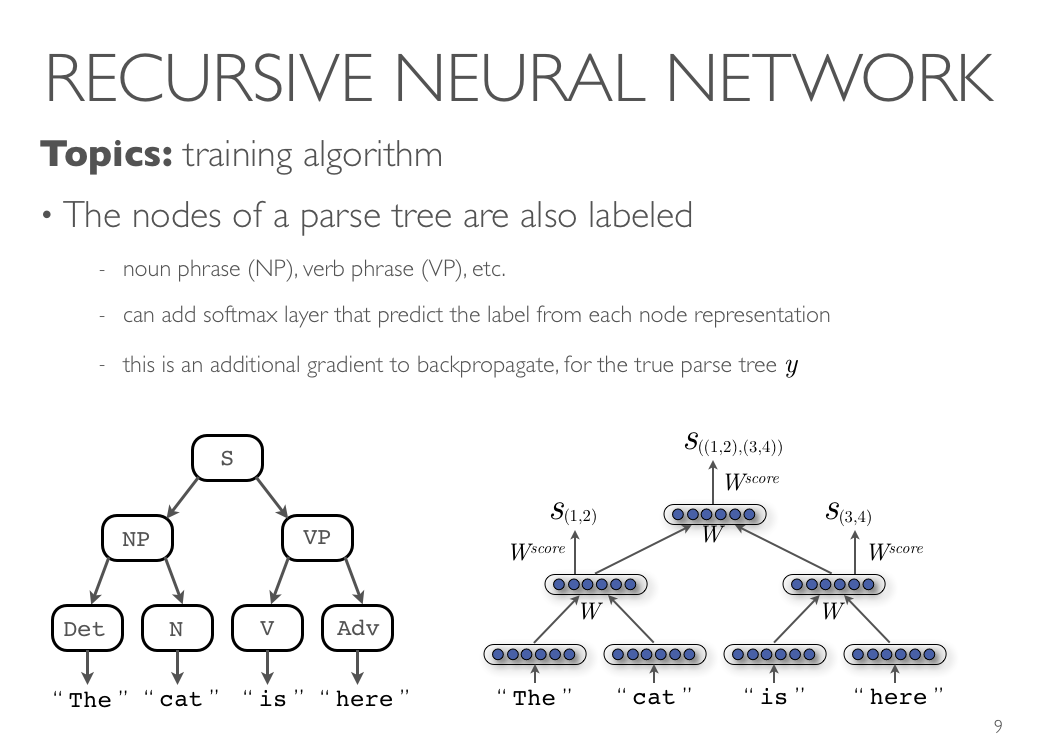 RECURSIVE NEURAL NETWORK
Topics: training algorithm
• The nodes of a parse tree are also labeled
- noun phrase (NP), verb phrase (VP), etc.
- can add softmax layer that predict the label from each node representation
- this is an additional gradient to backpropagate, for the true parse tree y
S
NP
VP
Det
N
V
Adv
“ The ” “ cat ” “ is ” “ here ”
s((1,2),(3,4))
W^score
s(1,2)
s(3,4)
W^score
W
W^score
W
W
“ The ” “ cat ” “ is ” “ here ”
9